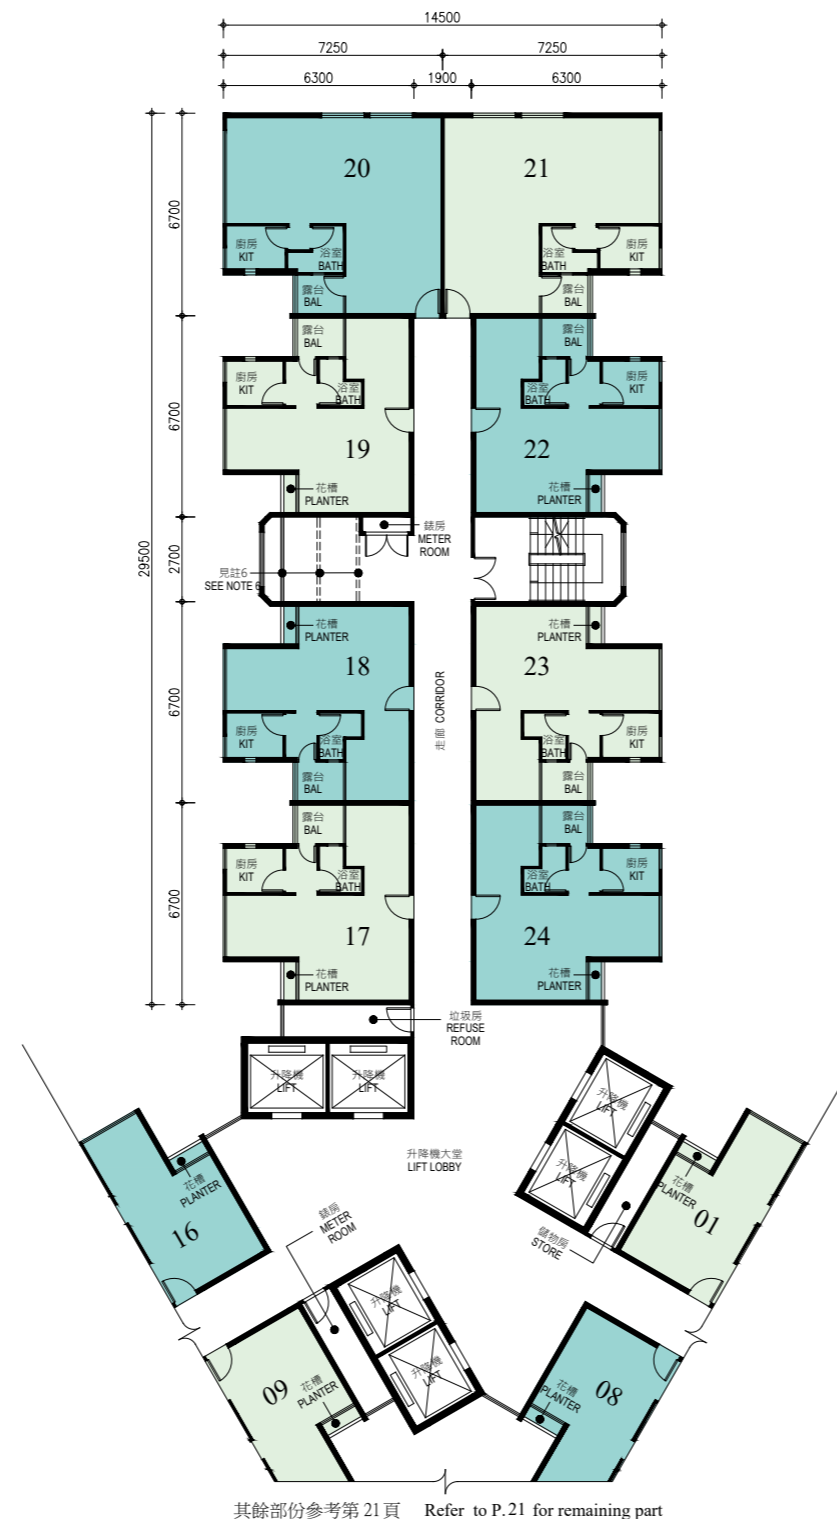 14500
7250
7250
6300
1900
6300
29500
6700
6700
2700
6700
6700
20
21
廚房
KIT
浴室
BATH
露台
BAL
浴室
BATH
廚房
KIT
露台
BAL
露台
BAL
廚房
KIT
浴室
BATH
19
花槽
PLANTER
露台
BAL
浴室
BATH
廚房
KIT
22
花槽
PLANTER
錶房
METER
ROOM
見註6
SEE NOTE 6
花槽
PLANTER
18
廚房
KIT
浴室
BATH
露台
BAL
走廊 CORRIDOR
花槽
PLANTER
23
浴室
BATH
廚房
KIT
露台
BAL
露台
BAL
廚房
KIT
浴室
BATH
17
花槽
PLANTER
露台
BAL
浴室
BATH
廚房
KIT
24
花槽
PLANTER
垃圾房
REFUSE
ROOM
升降機
LIFT
升降機
LIFT
升降機
LIFT
升降機
LIFT
升降機大堂
LIFT LOBBY
花槽
PLANTER
16
花槽
PLANTER
01
錶房
METER
ROOM
儲物房
STORE
升降機
LIFT
升降機
LIFT
花槽
PLANTER
09
花槽
PLANTER
08
其餘部份參考第 21 頁 Refer to P.21 for remaining part